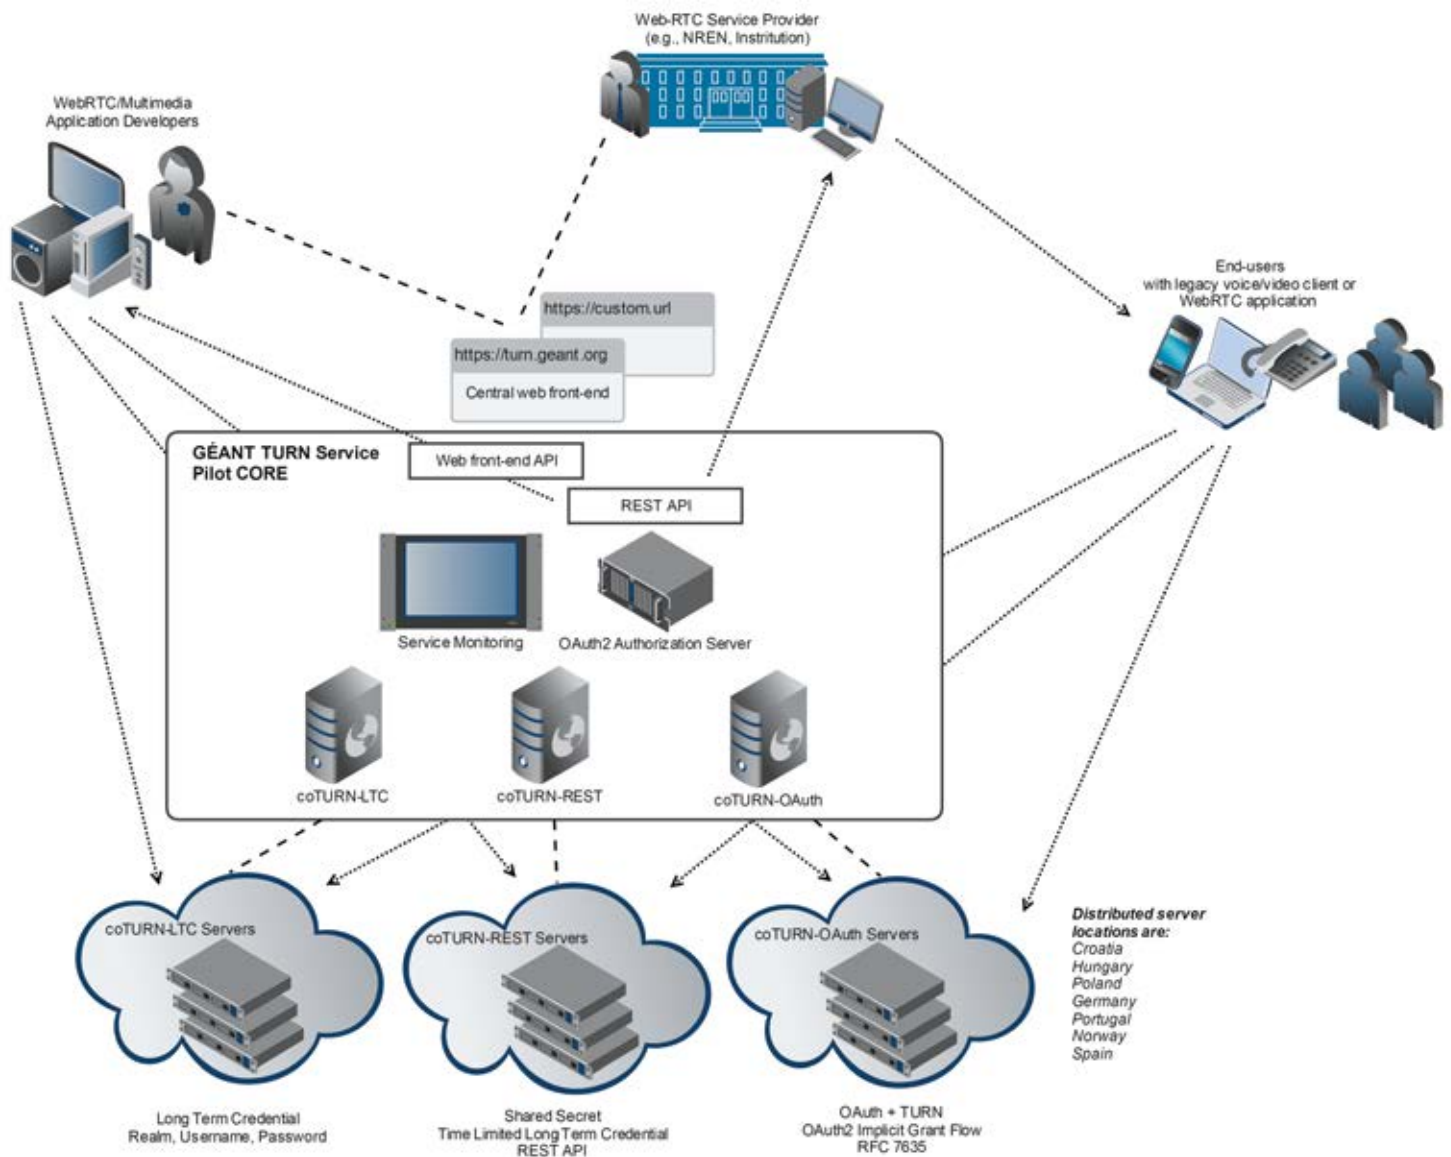 Web-RTC Service Provider
(e.g., NREN, Instritution)
WebRTC/Multimedia
Application Developers
End-users
with legacy voice/video client or
WebRTC application
https://custom.url
https://turn.geant.org
Central web front-end
GÉANT TURN Service
Pilot CORE
Web front-end API
REST API
Service Monitoring
OAuth2 Authorization Server
coTURN-LTC
coTURN-REST
coTURN-OAuth
coTURN-LTC Servers
coTURN-REST Servers
coTURN-OAuth Servers
Distributed server
locations are:
Croatia
Hungary
Poland
Germany
Portugal
Norway
Spain
Long Term Credential
Realm, Username, Password
Shared Secret
Time Limited Long Term Credential
REST API
OAuth + TURN
OAuth2 Implicit Grant Flow
RFC 7635